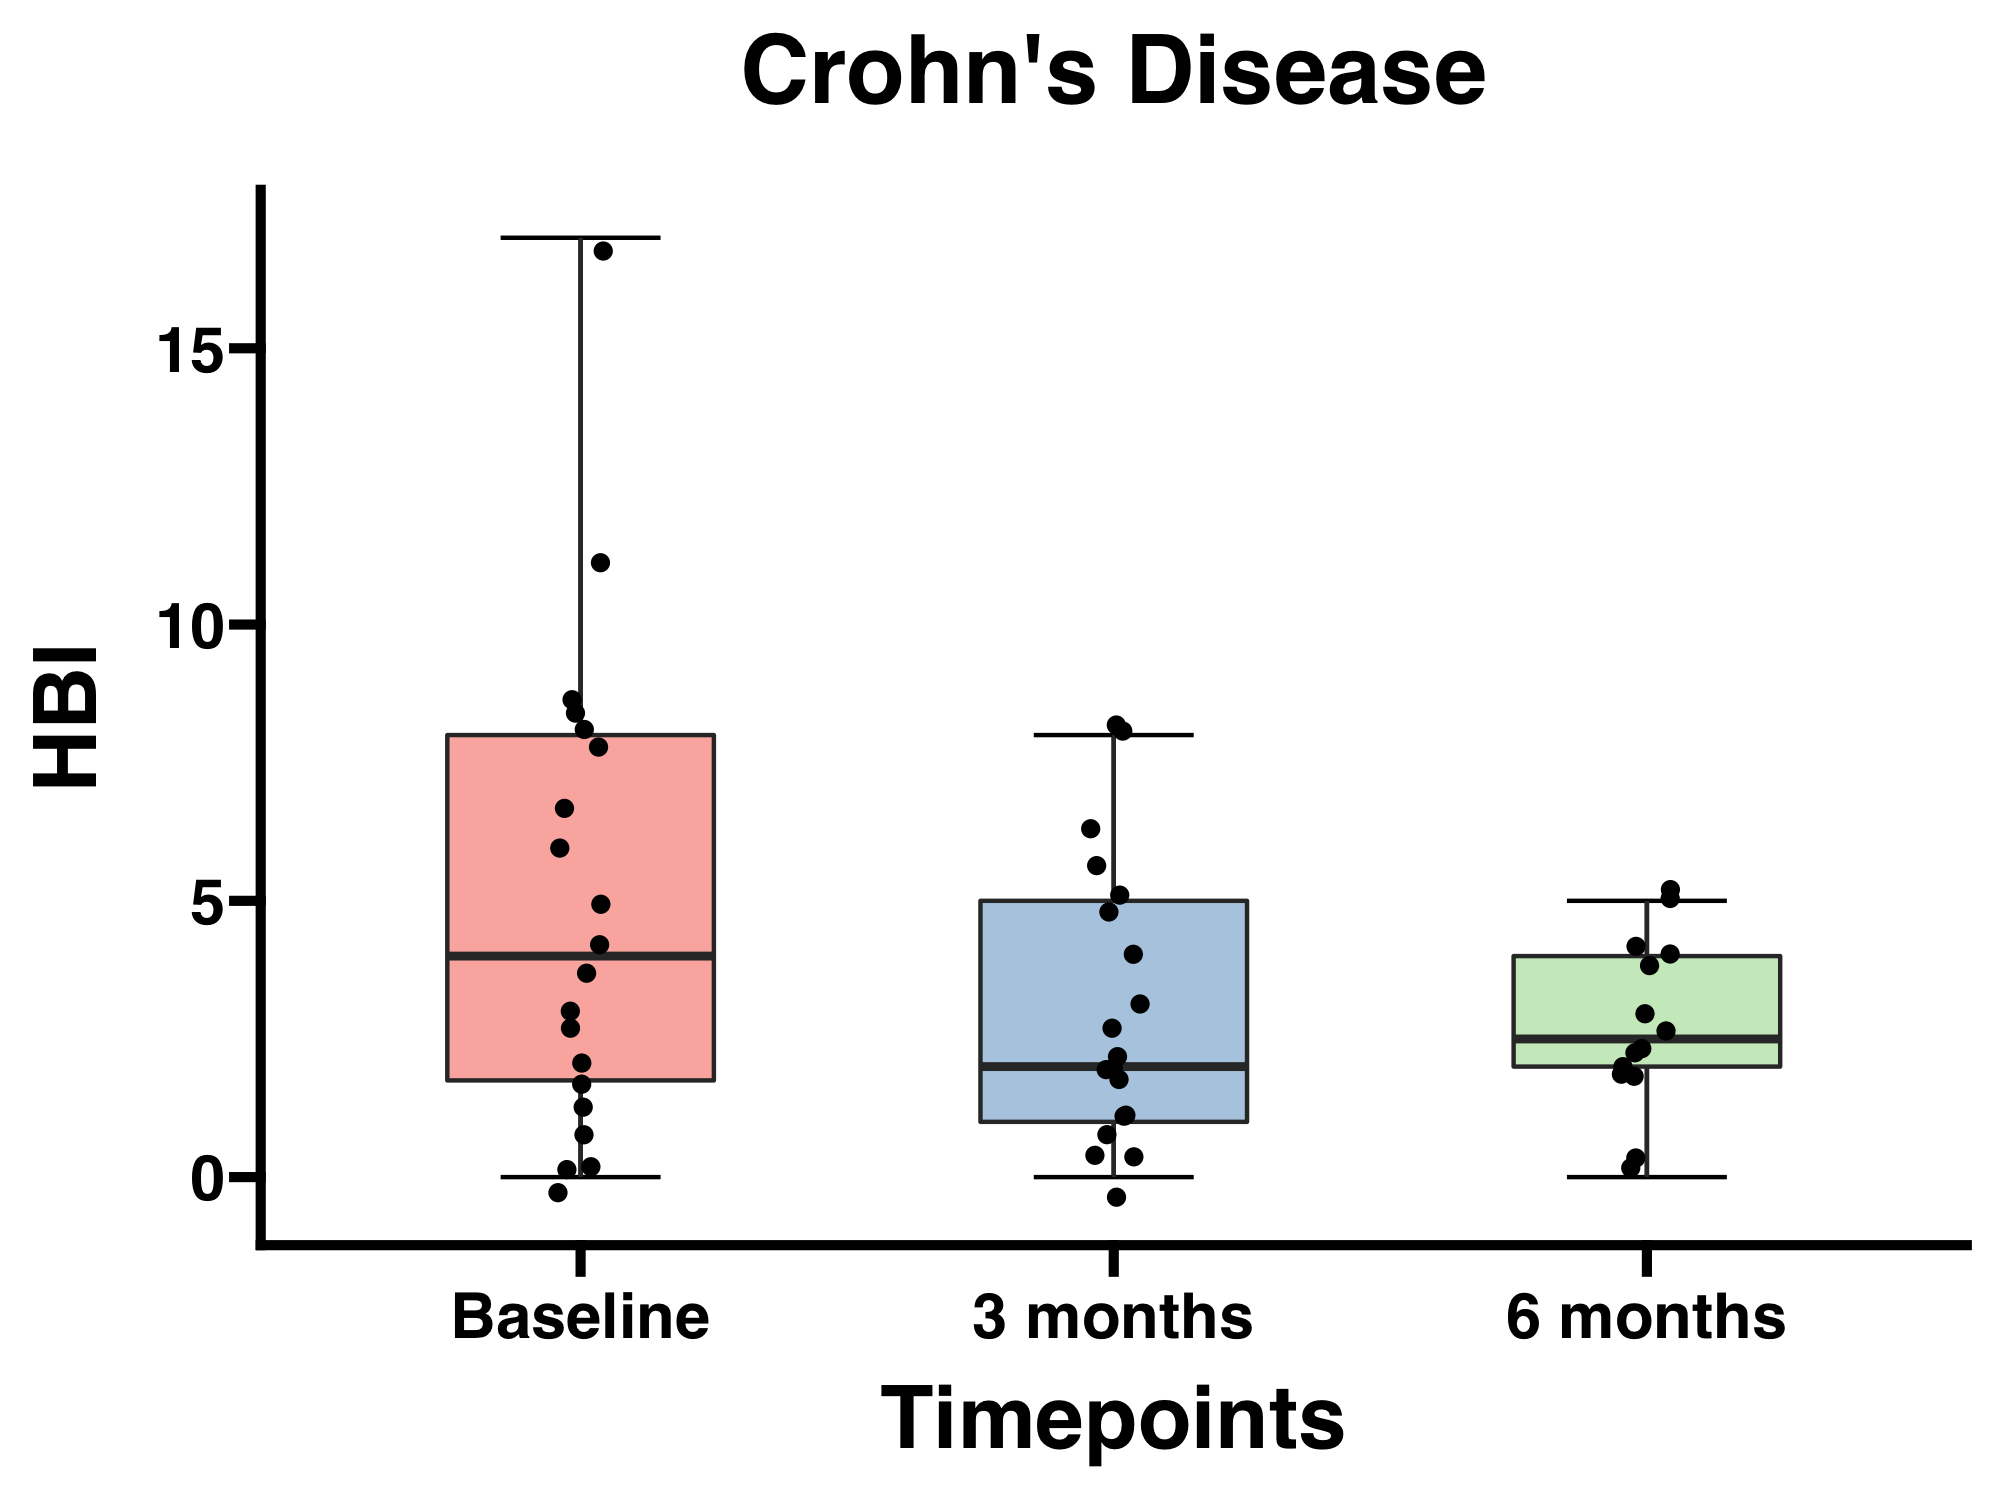 Crohn's Disease
HBI
15
10
5
0
Baseline
3 months
6 months
Timepoints